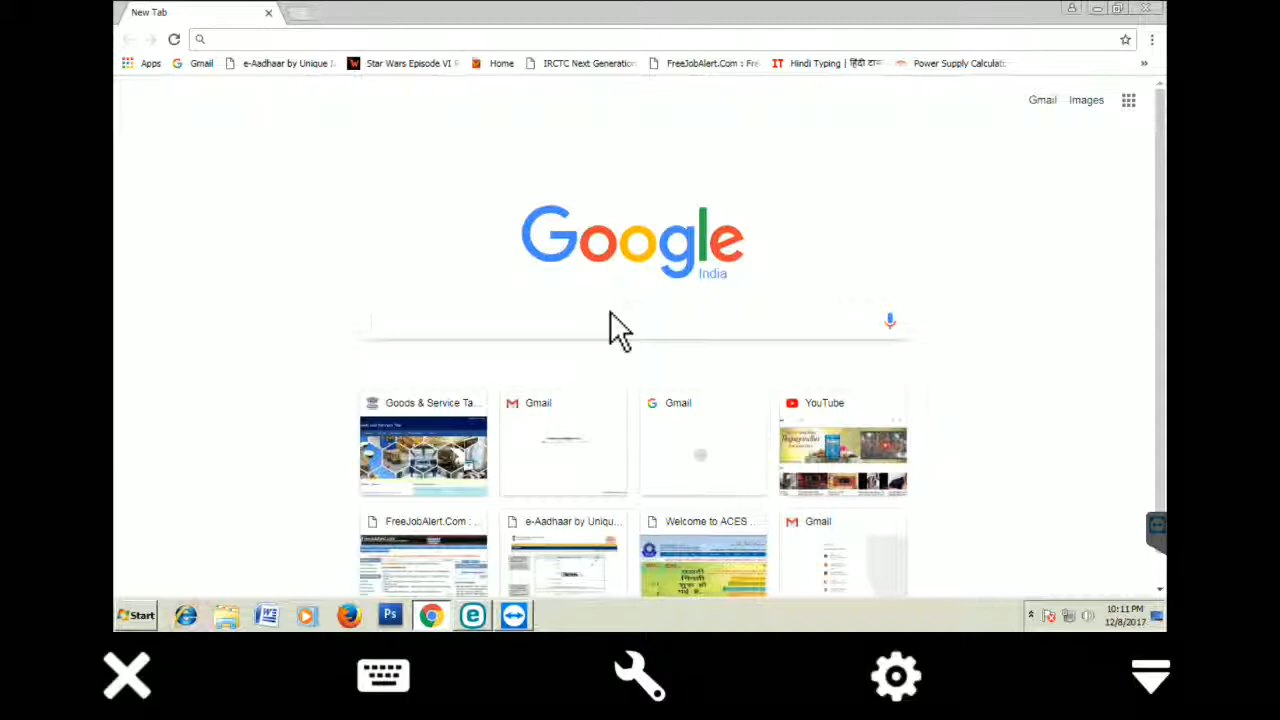 New Tab
Apps Gmail e-Aadhaar by Unique Star Wars Episode VI Home IRCTC Next Generation FreeJobAlert.Com : Fre Hindi Typing | हिंदी टा Power Supply Calculat
Gmail Images
Google
India
Goods & Service Ta... Gmail Gmail YouTube
FreeJobAlert.Com : ... e-Aadhaar by Uniqu... Welcome to ACES ... Gmail
Start Ps 10:11 PM
12/8/2017